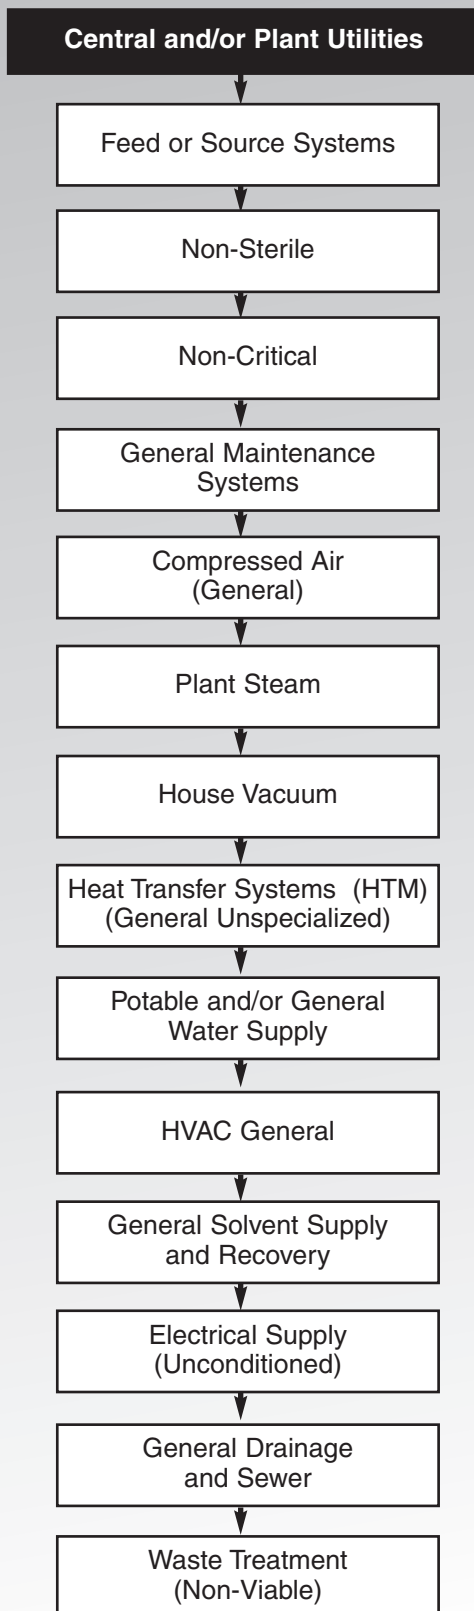 Central and/or Plant Utilities
Feed or Source Systems
Non-Sterile
Non-Critical
General Maintenance
Systems
Compressed Air
(General)
Plant Steam
House Vacuum
Heat Transfer Systems (HTM)
(General Unspecialized)
Potable and/or General
Water Supply
HVAC General
General Solvent Supply
and Recovery
Electrical Supply
(Unconditioned)
General Drainage
and Sewer
Waste Treatment
(Non-Viable)